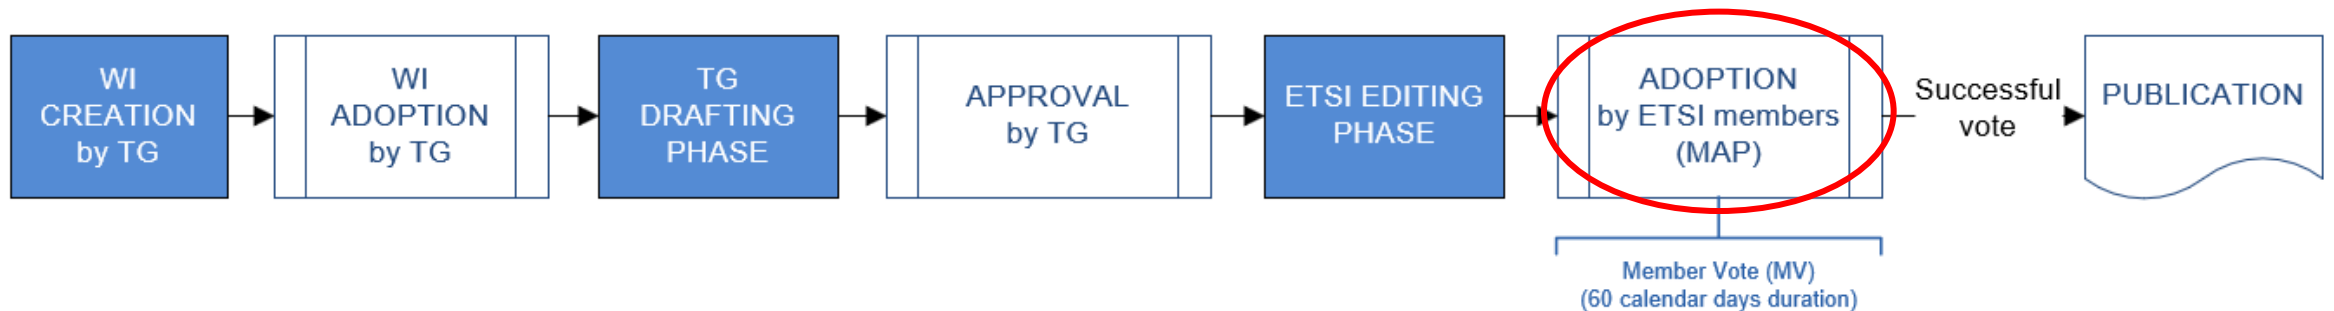 WI
CREATION
by TG
WI
ADOPTION
by TG
TG
DRAFTING
PHASE
APPROVAL
by TG
ETSI EDITING
PHASE
ADOPTION
by ETSI members
(MAP)
Successful
vote
PUBLICATION
Member Vote (MV)
(60 calendar days duration)